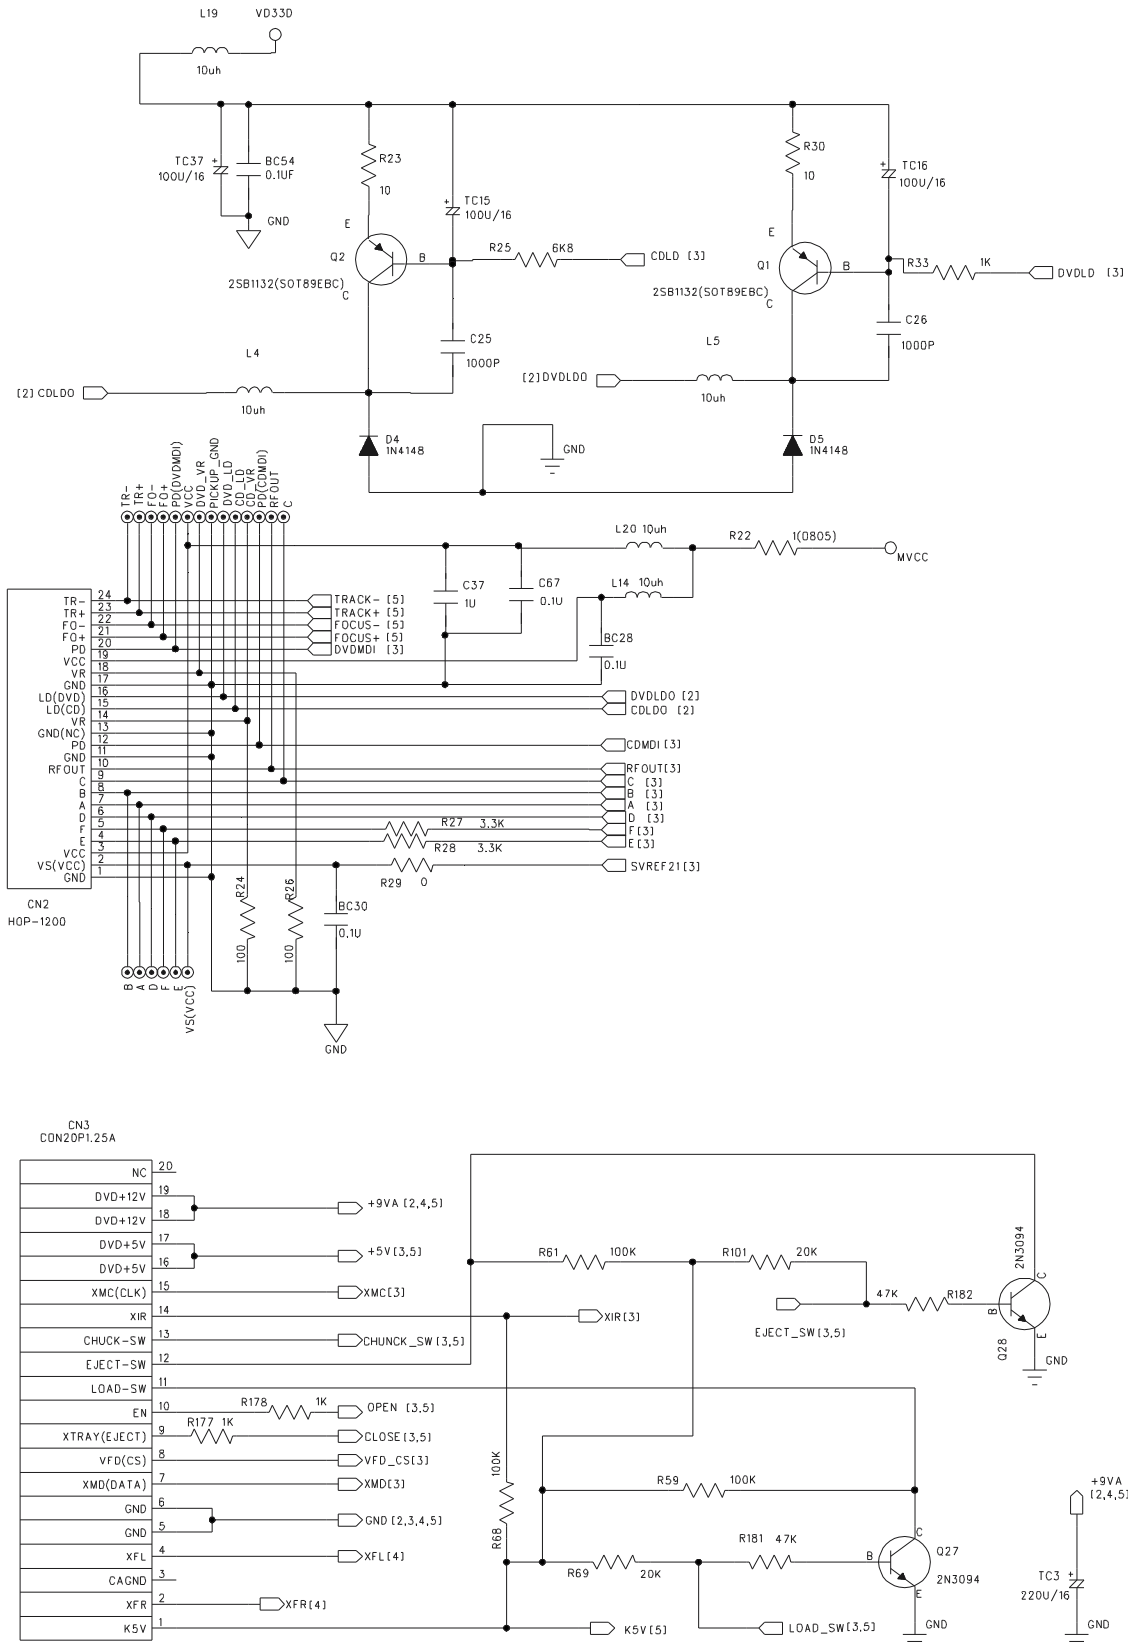 L19
VD33D
10uh
TC37
100U/16
BC54
0.1UF
GND
R23
10
TC15
100U/16
E
Q2
B
2SB1132(SOT89EBC)
C
R25
6K8
CDLD [3]
C25
1000P
L4
[2] CDLDO
10uh
R30
10
TC16
100U/16
E
Q1
B
2SB1132(SOT89EBC)
C
R33
1K
DVDLD [3]
C26
1000P
L5
[2] DVDLDO
10uh
D4
1N4148
GND
D5
1N4148
TR-
TR+
FO-
FO+
PD(DVDMDI)
VCC
DVD_VR
PICKUP_GND
DVD_LD
CD_LD
CD_VR
PD(CDMDI)
RFOUT
C
L20 10uh
R22
1(0805)
MVCC
C37
1U
C67
0.1U
L14 10uh
BC28
0.1U
TR- 24 TRACK- [5]
TR+ 23 TRACK+ [5]
FO- 22 FOCUS- [5]
FO+ 21 FOCUS+ [5]
PD 20 DVDMDI [3]
VCC 19
VR 18
GND 17
LD(DVD) 16 DVDLDO [2]
LD(CD) 15 CDLDO [2]
VR 14
GND(NC) 13
PD 12 CDMDI [3]
GND 11
RFOUT 10 RFOUT[3]
C 9 C [3]
B 8 B [3]
A 7 A [3]
D 6 D [3]
F 5 R27 3.3K F[3]
E 4 R28 3.3K E[3]
VCC 3
VS(VCC) 2 SVREF21[3]
GND 1
R29 0
CN2
HOP-1200
R24
100
R26
100
BC30
0.1U
B
A
D
F
E
VS(VCC)
GND
CN3
CON20P1.25A
NC 20
DVD+12V 19
+9VA [2,4,5]
DVD+12V 18
DVD+5V 17
+5V[3,5]
DVD+5V 16
XMC(CLK) 15 XMC[3]
XIR 14 XIR[3]
CHUCK-SW 13 CHUNCK_SW[3,5]
EJECT-SW 12
LOAD-SW 11
EN 10 R178 1K OPEN [3,5]
XTRAY(EJECT) 9 R177 1K CLOSE[3,5]
VFD(CS) 8 VFD_CS[3]
XMD(DATA) 7 XMD[3]
GND 6
GND [2,3,4,5]
GND 5
XFL 4 XFL[4]
CAGND 3
XFR 2 XFR[4]
K5V 1 K5V[5]
R61
100K
R101
20K
47K
R182
EJECT_SW[3,5]
2N3094
C
B
E
Q28
GND
100K
R68
R59
100K
R69
20K
R181 47K
LOAD_SW[3,5]
B
C
Q27
2N3094
E
GND
+9VA
[2,4,5]
TC3
220U/16
GND